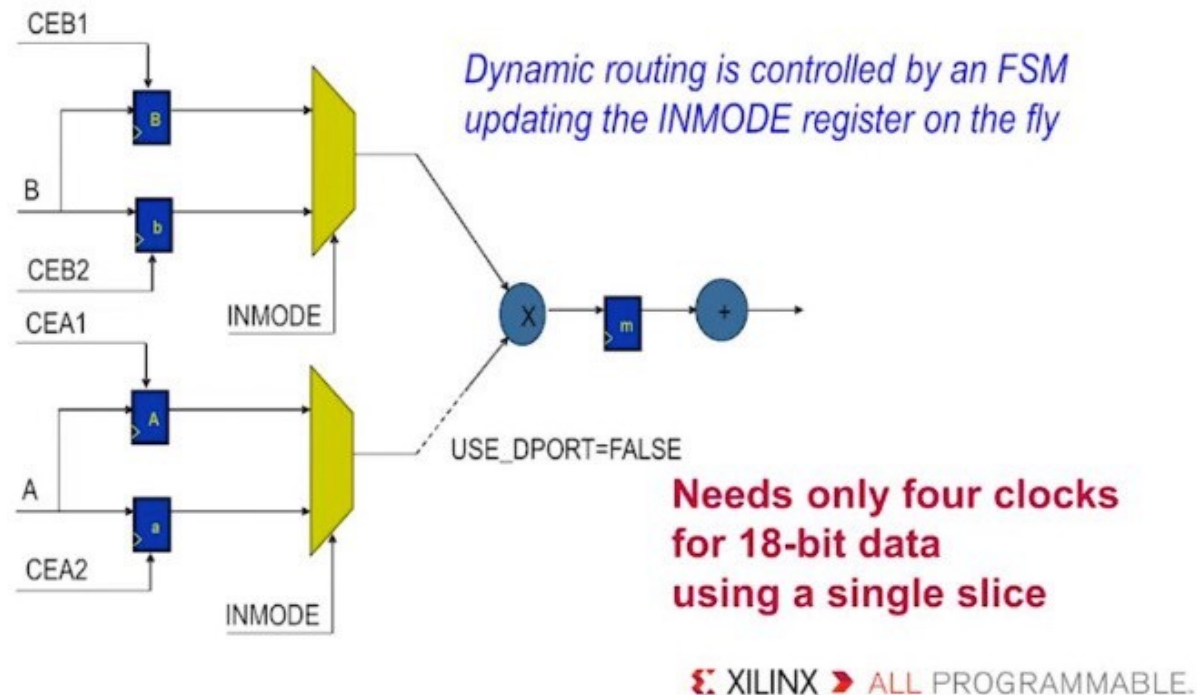 CEB1
Dynamic routing is controlled by an FSM
updating the INMODE register on the fly
B
B
b
CEB2
INMODE
CEA1
X
m
+
A
USE_DPORT=FALSE
A
a
CEA2
INMODE
Needs only four clocks
for 18-bit data
using a single slice
XILINX ALL PROGRAMMABLE